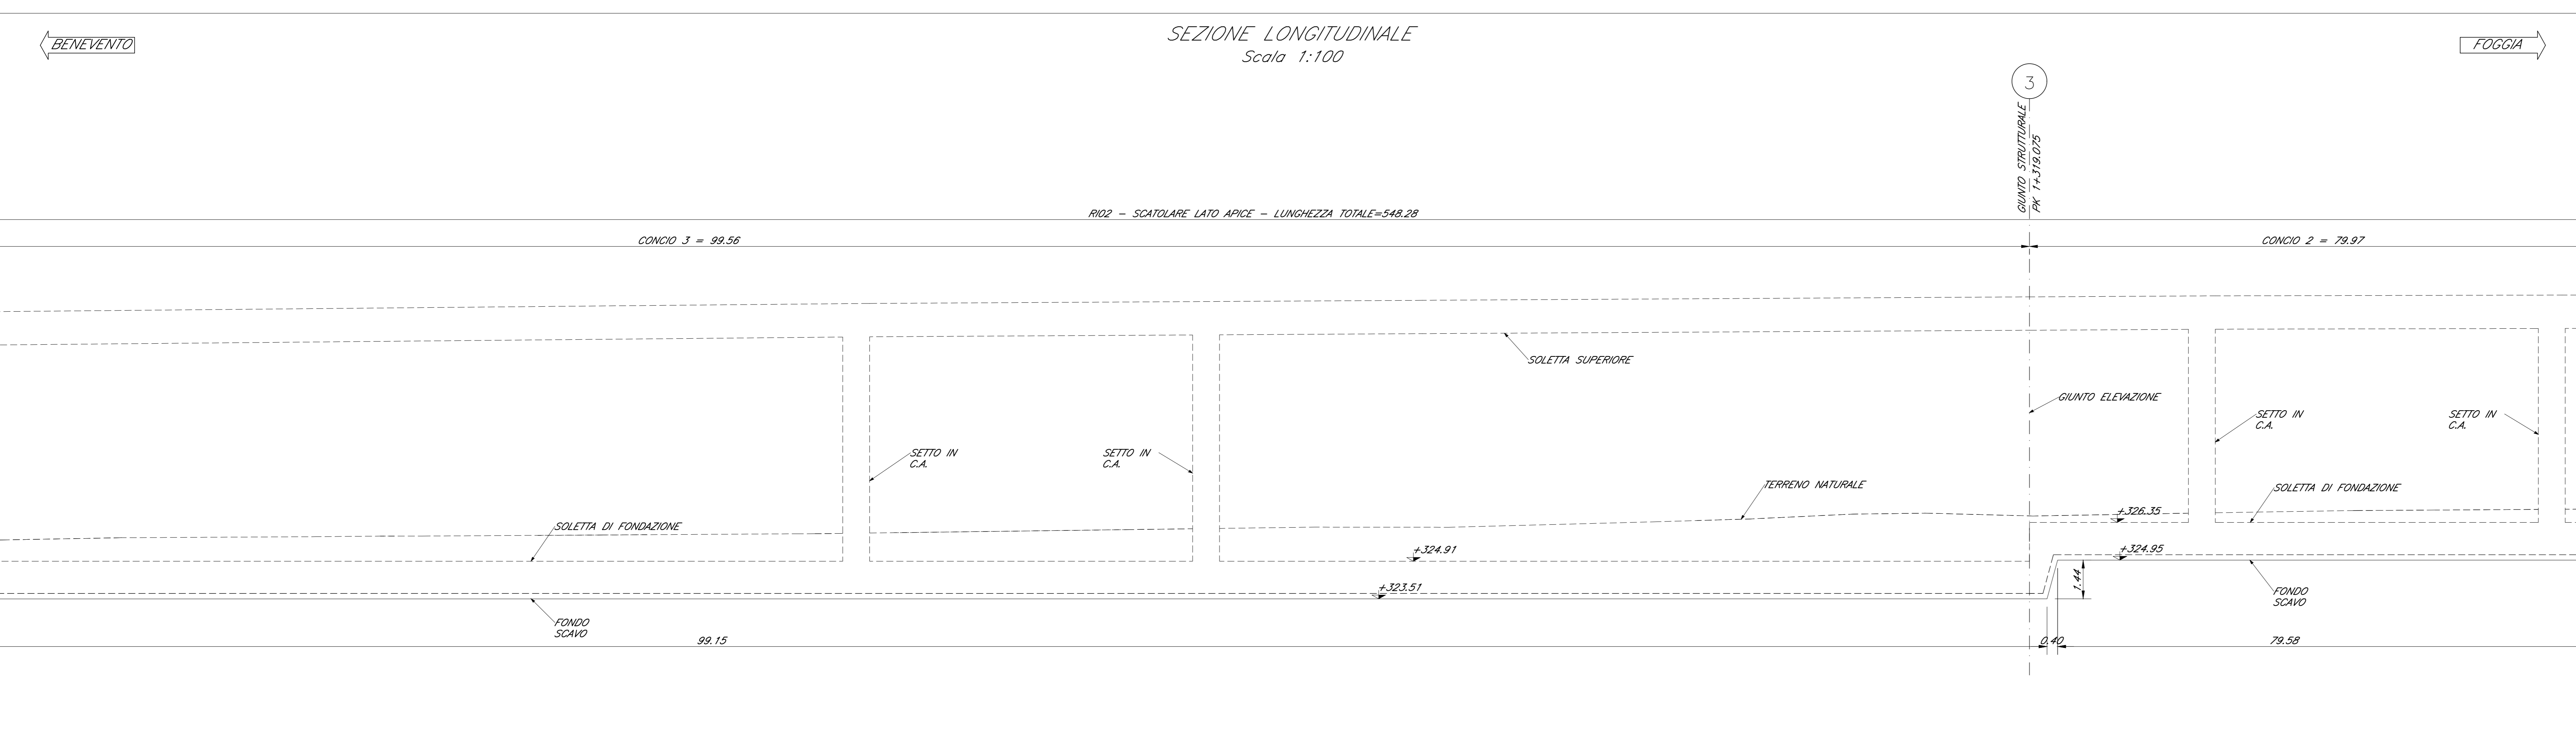 BENEVENTO
SEZIONE LONGITUDINALE
Scala 1:100
FOGGIA
3
GIUNTO STRUTTURALE
PK 1+319.075
RI02 - SCATOLARE LATO APICE - LUNGHEZZA TOTALE=548.28
CONCIO 3 = 99.56
CONCIO 2 = 79.97
SOLETTA SUPERIORE
GIUNTO ELEVAZIONE
SETTO IN
C.A.
SETTO IN
C.A.
SETTO IN
C.A.
SETTO IN
C.A.
TERRENO NATURALE
SOLETTA DI FONDAZIONE
SOLETTA DI FONDAZIONE
+326.35
+324.91
+324.95
+323.51
1.44
FONDO
SCAVO
FONDO
SCAVO
99.15
0.40
79.58